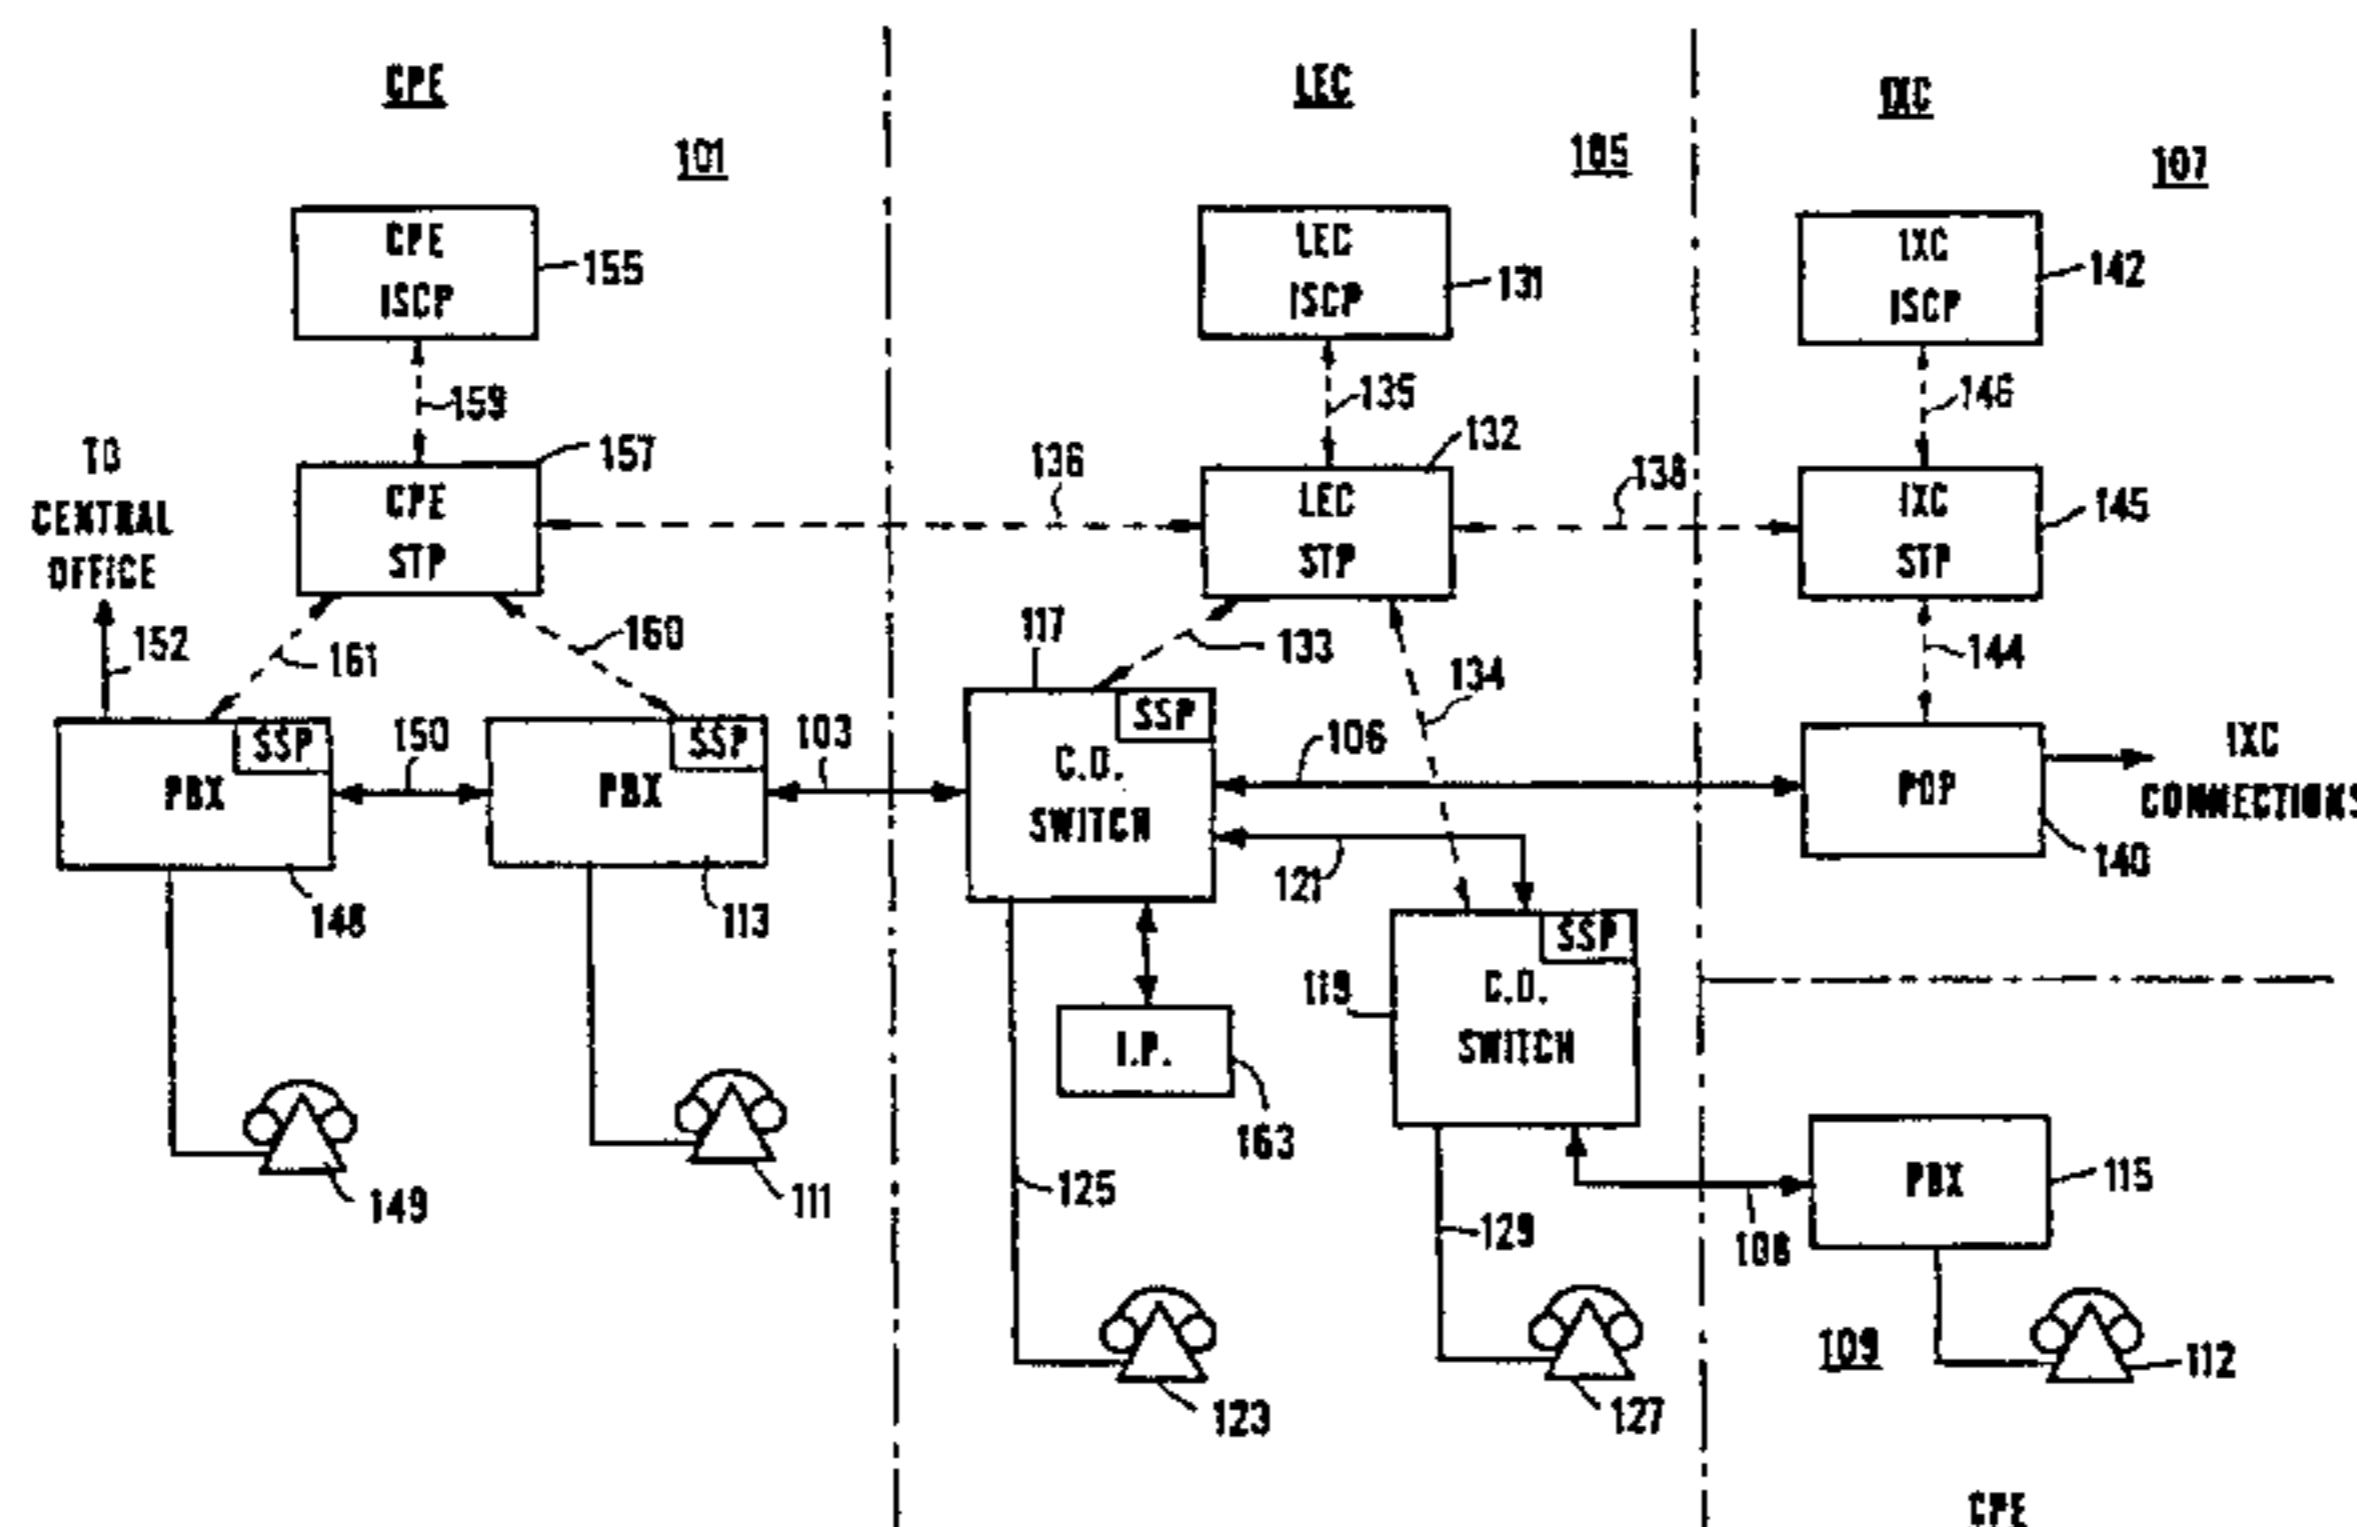 CPE
LEC
IXC
101
105
107
CPE
ISCP
155
LEC
ISCP
131
IXC
ISCP
142
159
135
146
TO
CENTRAL
OFFICE
157
CPE
STP
136
132
LEC
STP
138
145
IXC
STP
152
161
160
117
133
134
144
SSP
PBX
148
150
SSP
PBX
113
103
SSP
C.O.
SWITCH
106
121
POP
140
IXC
CONNECTIONS
119
SSP
C.O.
SWITCH
I.P.
163
149
111
125
129
108
PBX
115
123
127
109
112
CPE